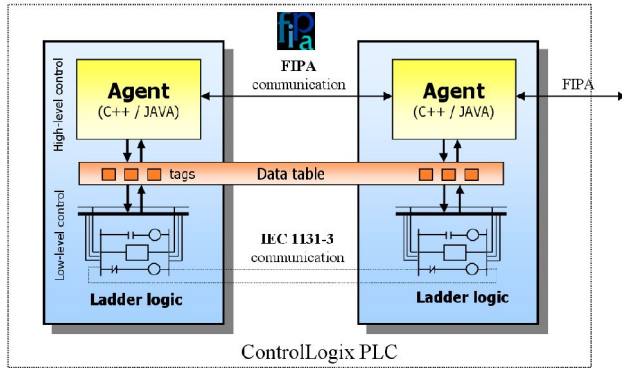 fipa
FIPA
communication
FIPA
High-level control
Agent
(C++ / JAVA)
Agent
(C++ / JAVA)
tags
Data table
Low-level control
IEC 1131-3
communication
Ladder logic
Ladder logic
ControlLogix PLC